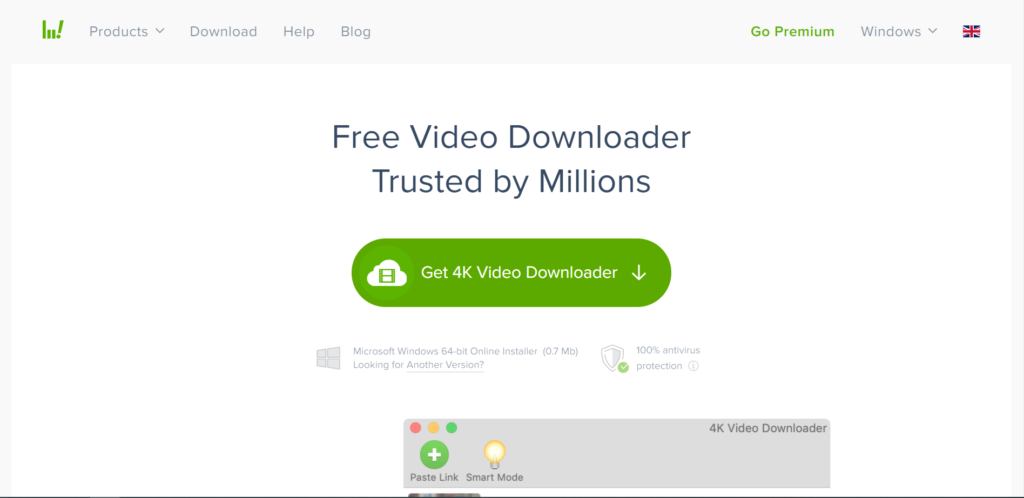 Products Download Help Blog Go Premium Windows
Free Video Downloader
Trusted by Millions
Get 4K Video Downloader
Microsoft Windows 64-bit Online Installer (0.7 Mb)
Looking for Another Version?
100% antivirus
protection
4K Video Downloader
Paste Link Smart Mode